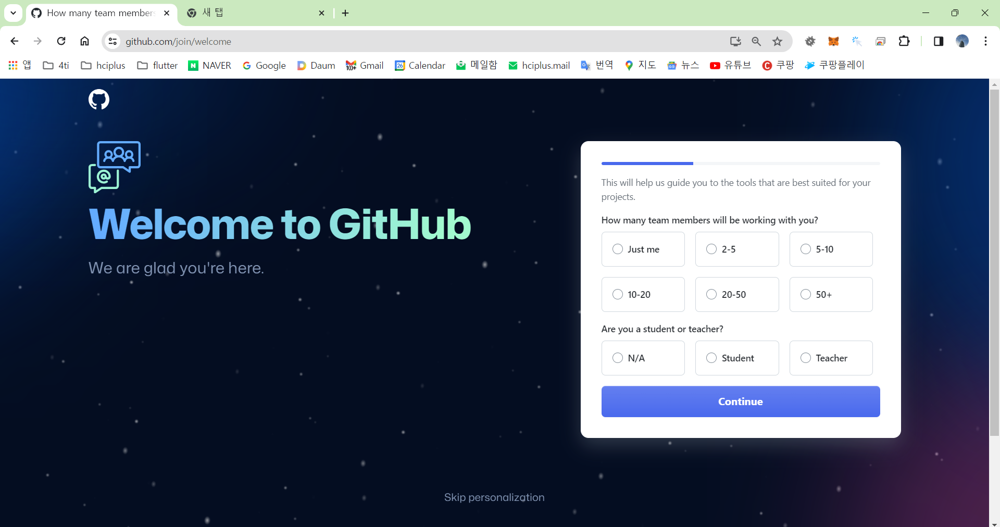 How many team members
새 탭
github.com/join/welcome
앱 4ti hciplus flutter NAVER Google Daum Gmail Calendar 메일함 hciplus.mail 번역 지도 뉴스 유튜브 쿠팡 쿠팡플레이
Welcome to GitHub
We are glad you're here.
This will help us guide you to the tools that are best suited for your
projects.
How many team members will be working with you?
Just me 2-5 5-10
10-20 20-50 50+
Are you a student or teacher?
N/A Student Teacher
Continue
Skip personalization